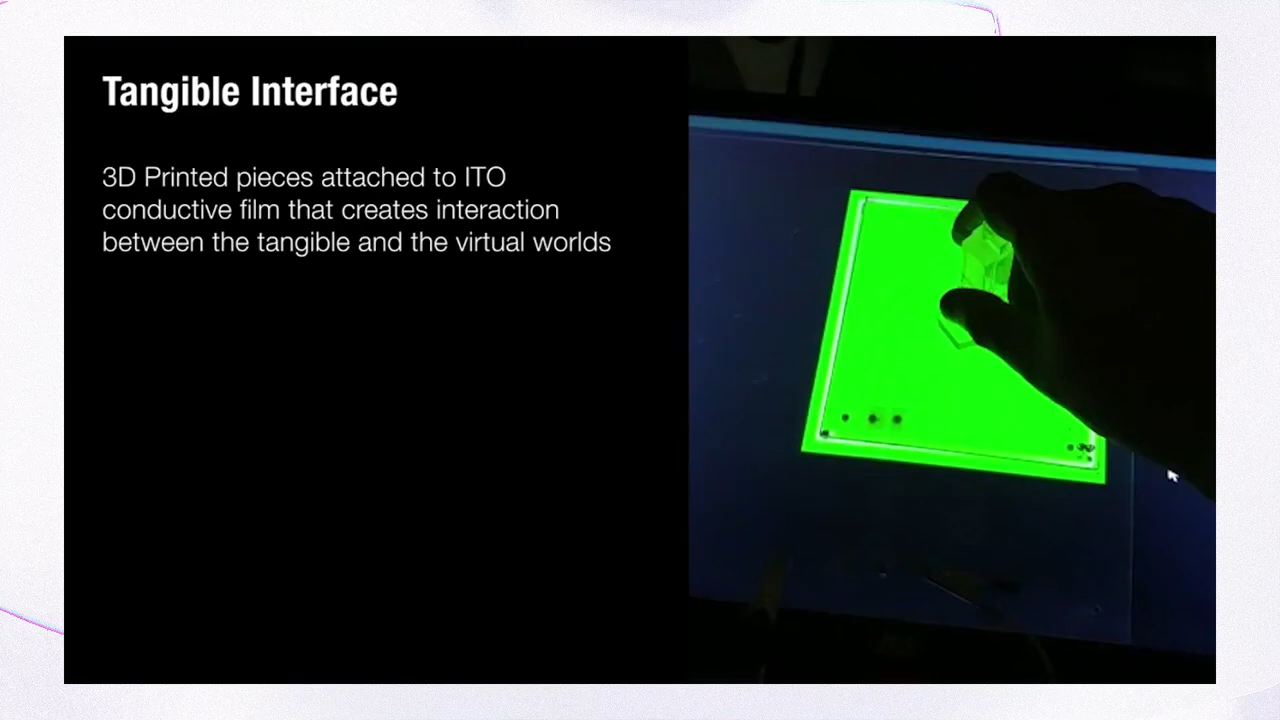 Tangible Interface
3D Printed pieces attached to ITO
conductive film that creates interaction
between the tangible and the virtual worlds